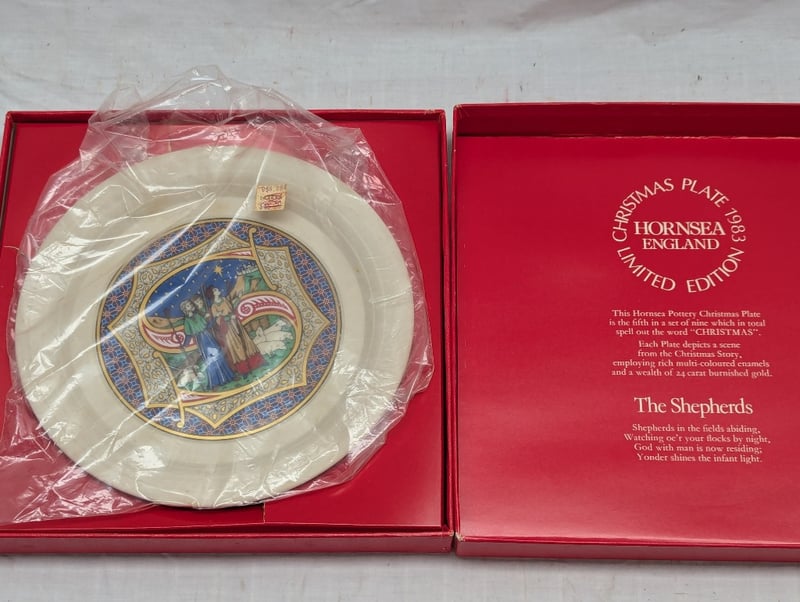 CHRISTMAS PLATE 1983
HORNSEA
ENGLAND
LIMITED EDITION
This Hornsea Pottery Christmas Plate
is the fifth in a set of nine which in total
spell out the word "CHRISTMAS".
Each Plate depicts a scene
from the Christmas Story,
employing rich multi-coloured enamels
and a wealth of 24 carat burnished gold.
The Shepherds
Shepherds in the fields abiding,
Watching oe'r your flocks by night,
God with man is now residing;
Yonder shines the infant light.